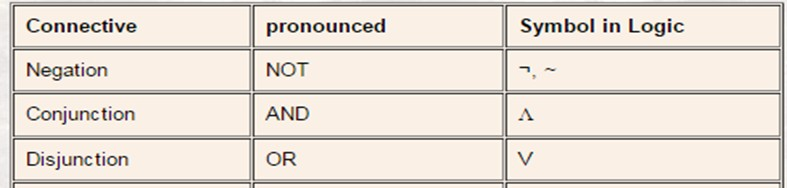 Connective pronounced Symbol in Logic
Negation NOT ¬, ~
Conjunction AND Λ
Disjunction OR V